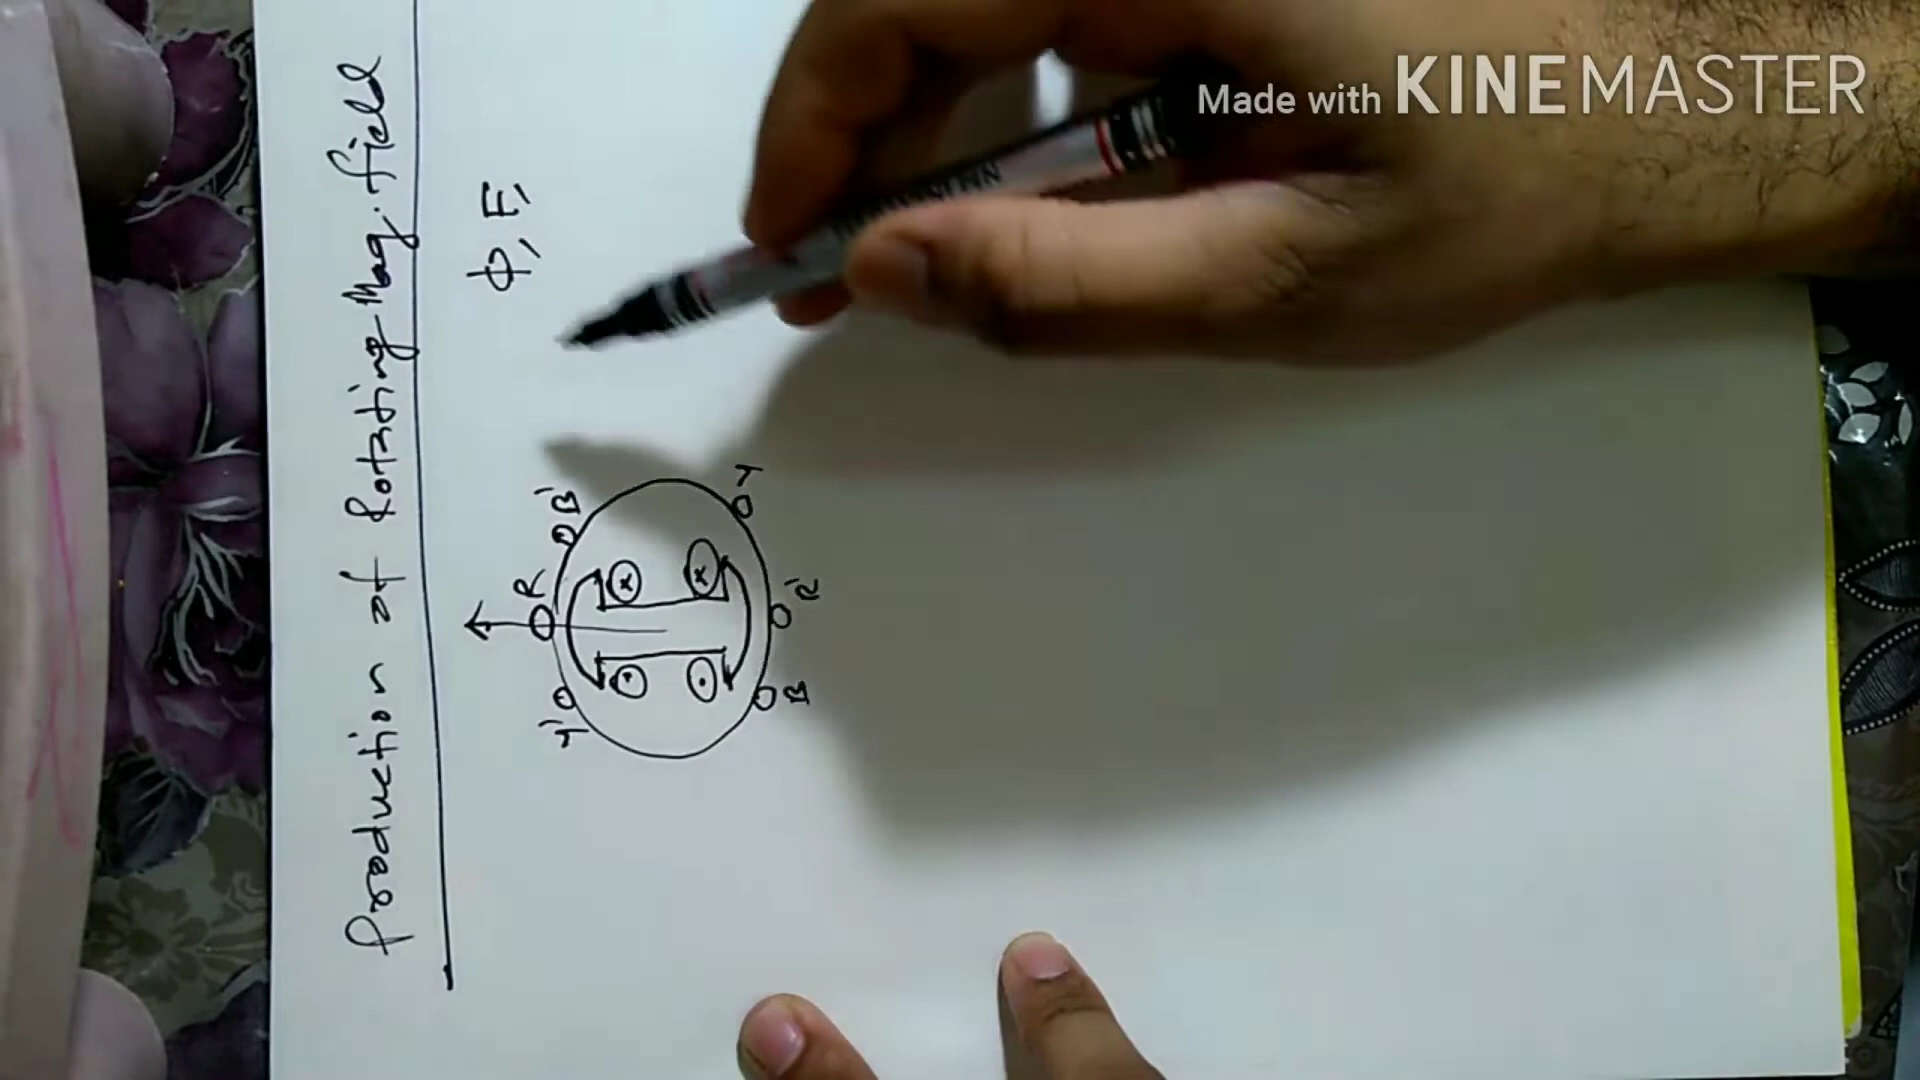 Production of Rotating Mag. field
ϕ, F,
R
B'
Y'
Y
R'
B
Made with KINEMASTER